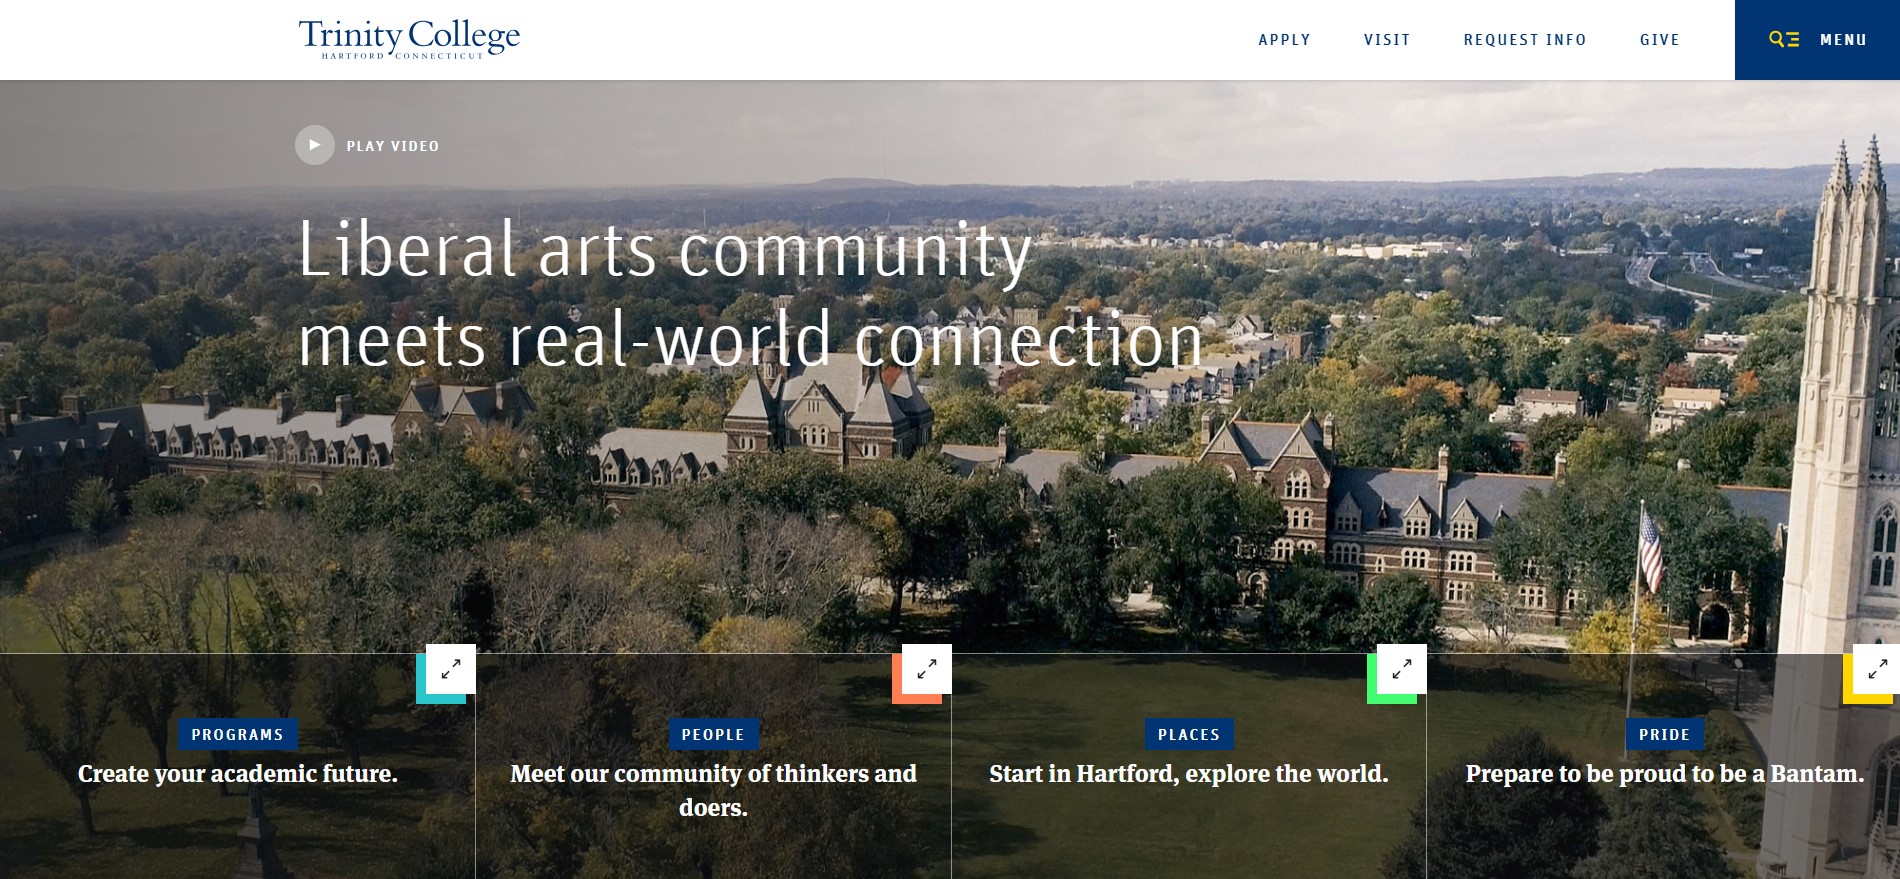 Trinity College
HARTFORD CONNECTICUT
APPLY
VISIT
REQUEST INFO
GIVE
MENU
PLAY VIDEO
Liberal arts community
meets real-world connection
PROGRAMS
Create your academic future.
PEOPLE
Meet our community of thinkers and
doers.
PLACES
Start in Hartford, explore the world.
PRIDE
Prepare to be proud to be a Bantam.